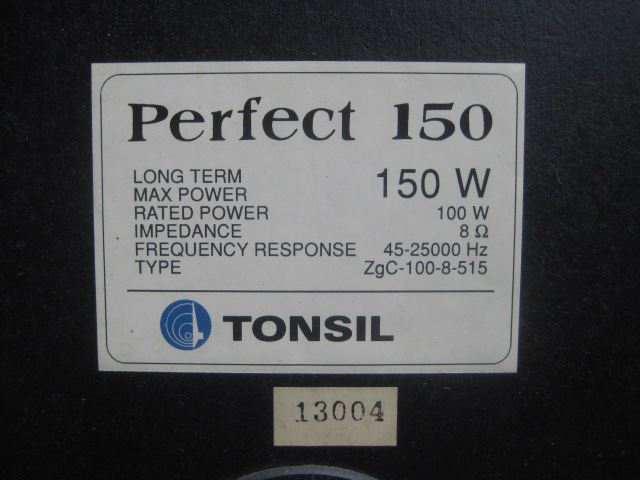 Perfect 150
LONG TERM
MAX POWER 150 W
RATED POWER 100 W
IMPEDANCE 8 Ω
FREQUENCY RESPONSE 45-25000 Hz
TYPE ZgC-100-8-515
TONSIL
13004